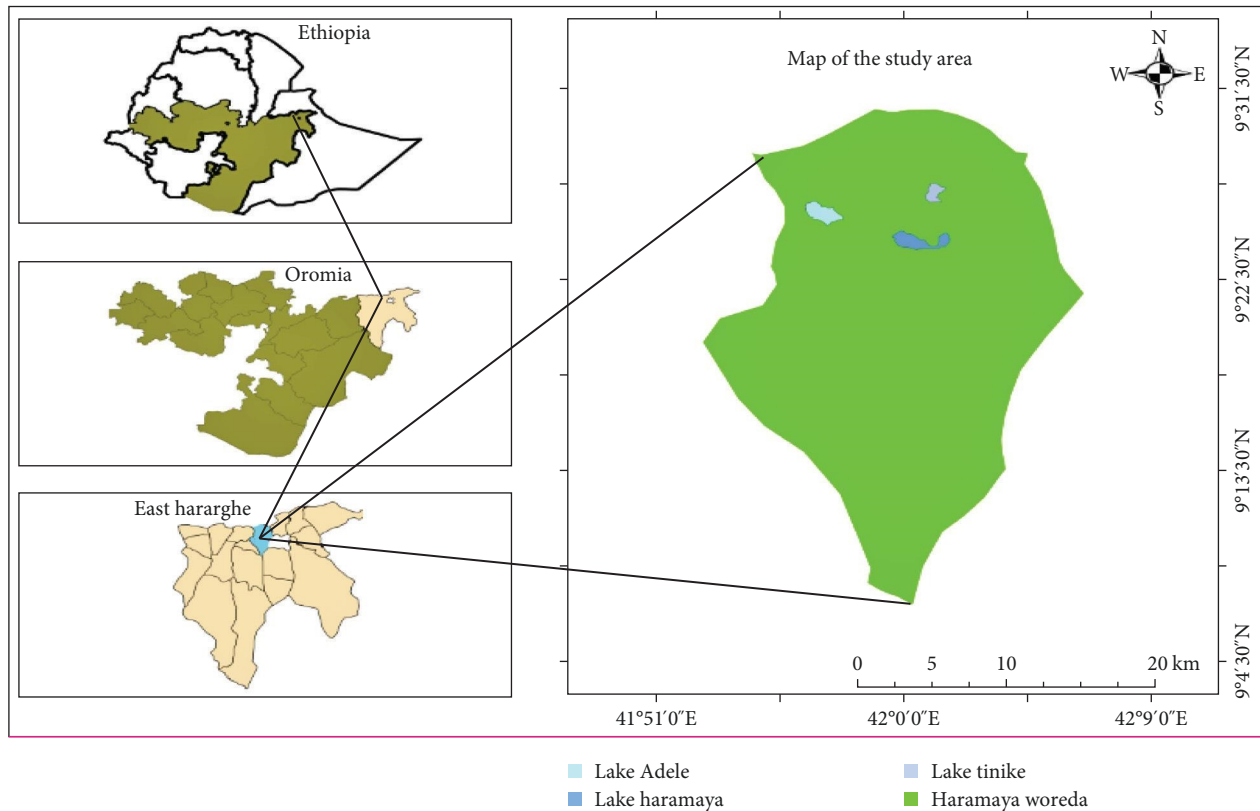 Ethiopia
Oromia
East hararghe
Map of the study area
N
W E
S
9°31′30″N
9°22′30″N
9°13′30″N
9°4′30″N
0 5 10 20 km
41°51′0″E 42°0′0″E 42°9′0″E
Lake Adele
Lake haramaya
Lake tinike
Haramaya woreda